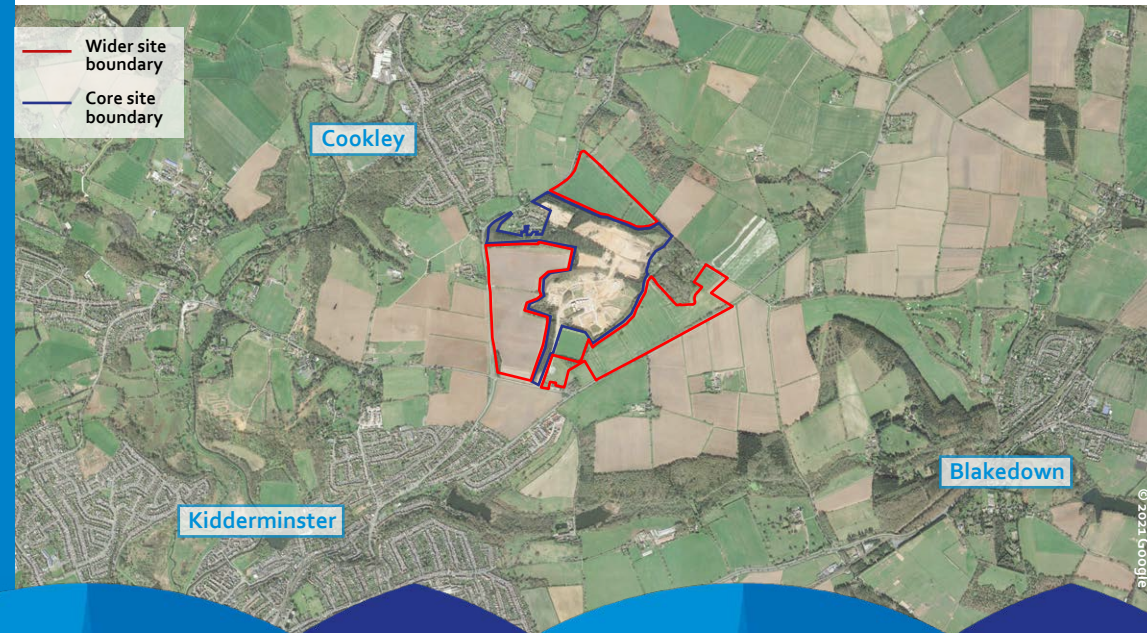 Wider site
boundary
Core site
boundary
Cookley
Blakedown
Kidderminster
© 2021 Google